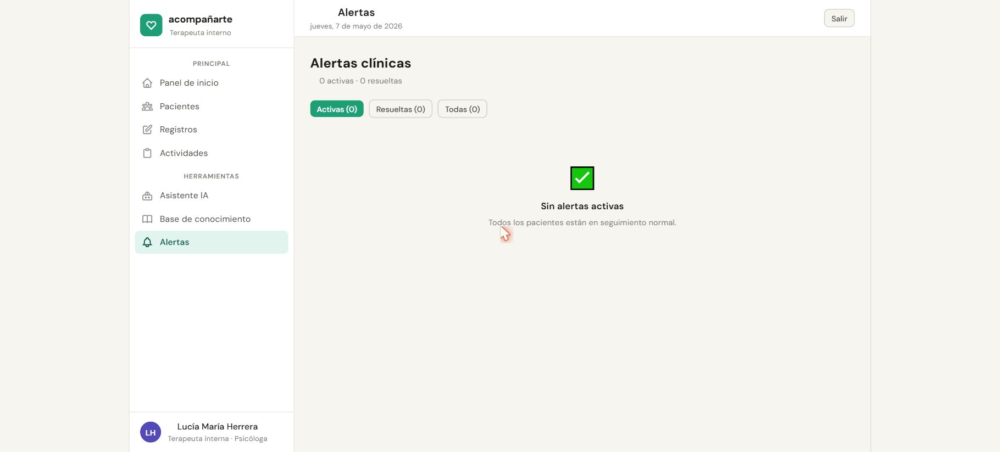 acompañarte
Terapeuta interno
PRINCIPAL
Panel de inicio
Pacientes
Registros
Actividades
HERRAMIENTAS
Asistente IA
Base de conocimiento
Alertas
LH
Lucía María Herrera
Terapeuta interna · Psicóloga
Alertas
jueves, 7 de mayo de 2026
Salir
Alertas clínicas
0 activas · 0 resueltas
Activas (0)
Resueltas (0)
Todas (0)
Sin alertas activas
Todos los pacientes están en seguimiento normal.